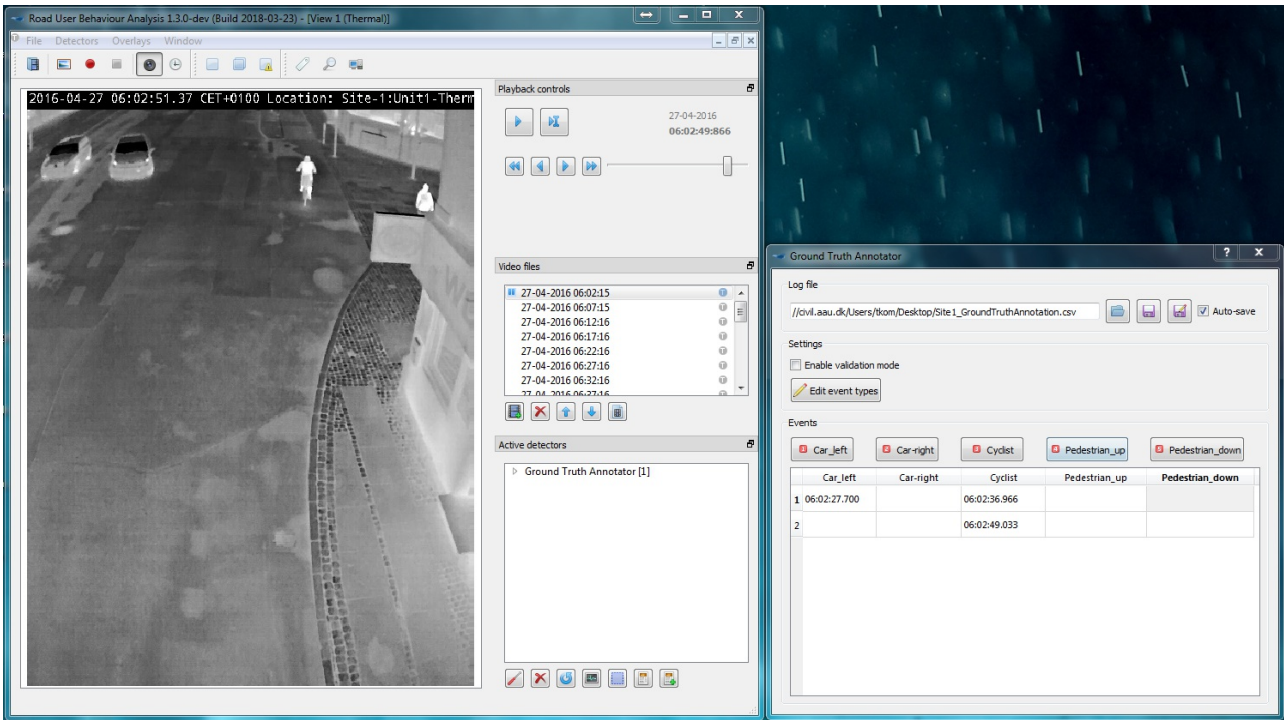 Road User Behaviour Analysis 1.3.0-dev (Build 2018-03-23) - [View 1 (Thermal)]
File Detectors Overlays Window
2016-04-27 06:02:51.37 CET+0100 Location: Site-1:Unit1-Therm
Playback controls
27-04-2016
06:02:49:866
Video files
27-04-2016 06:02:15
27-04-2016 06:07:15
27-04-2016 06:12:16
27-04-2016 06:17:16
27-04-2016 06:22:16
27-04-2016 06:27:16
27-04-2016 06:32:16
27-04-2016 06:37:16
Active detectors
Ground Truth Annotator [1]
Ground Truth Annotator
Log file
//civil.aau.dk/Users/tkom/Desktop/Site1_GroundTruthAnnotation.csv
Auto-save
Settings
Enable validation mode
Edit event types
Events
Car_left Car-right Cyclist Pedestrian_up Pedestrian_down
Car_left Car-right Cyclist Pedestrian_up Pedestrian_down
1 06:02:27.700 06:02:36.966
2 06:02:49.033